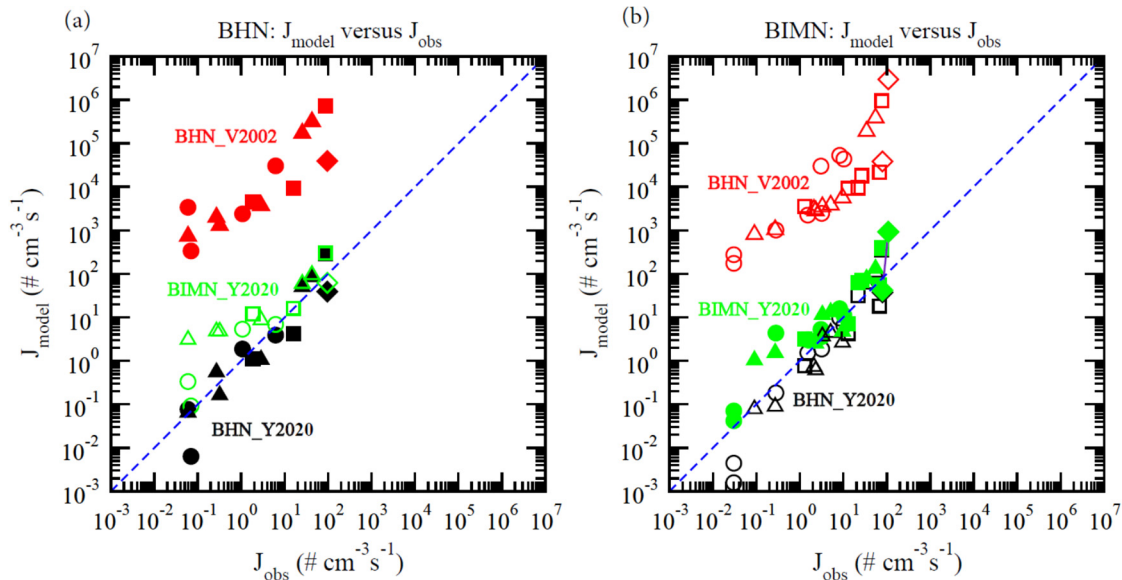 (a)
BHN: J_model versus J_obs
10^7
10^6
10^5
10^4
10^3
10^2
10^1
10^0
10^-1
10^-2
10^-3
J_model (# cm^-3 s^-1)
BHN_V2002
BIMN_Y2020
BHN_Y2020
10^-3 10^-2 10^-1 10^0 10^1 10^2 10^3 10^4 10^5 10^6 10^7
J_obs (# cm^-3 s^-1)
(b)
BIMN: J_model versus J_obs
10^7
10^6
10^5
10^4
10^3
10^2
10^1
10^0
10^-1
10^-2
10^-3
J_model (# cm^-3 s^-1)
BHN_V2002
BIMN_Y2020
BHN_Y2020
10^-3 10^-2 10^-1 10^0 10^1 10^2 10^3 10^4 10^5 10^6 10^7
J_obs (# cm^-3 s^-1)